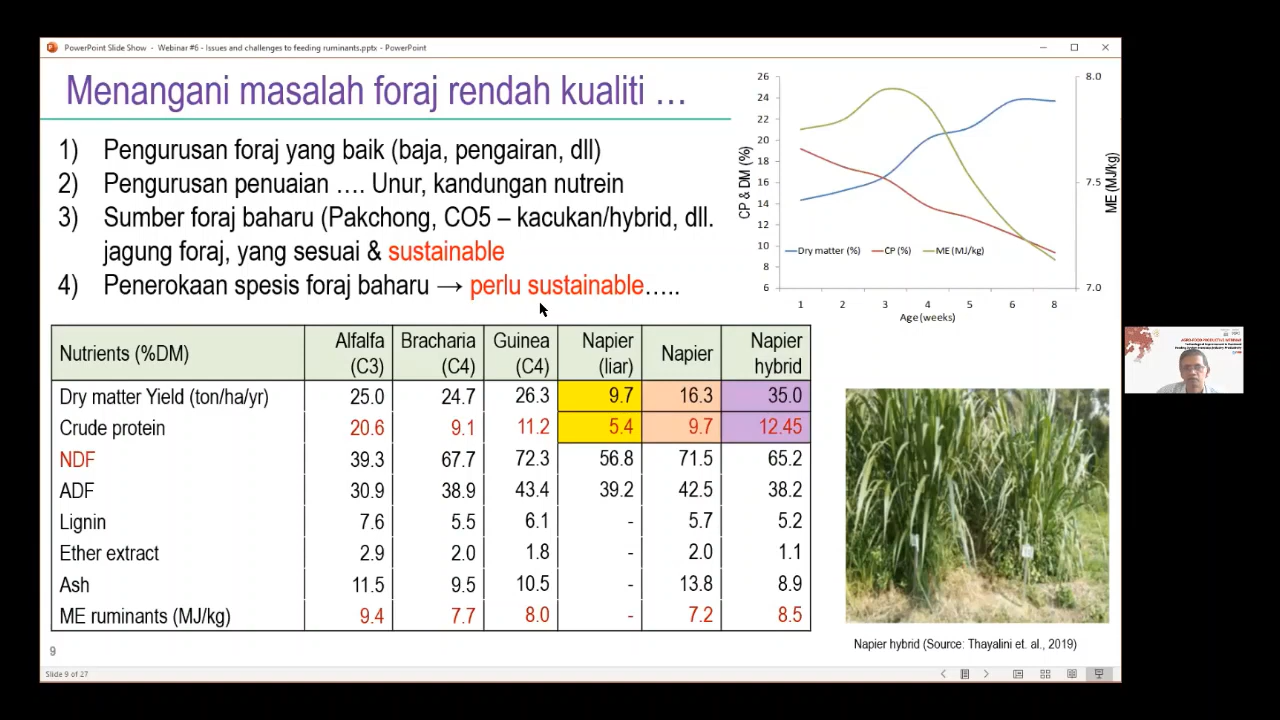 PowerPoint Slide Show - Webinar #6 - Issues and challenges to feeding ruminants.pptx - PowerPoint
Menangani masalah foraj rendah kualiti …
1) Pengurusan foraj yang baik (baja, pengairan, dll)
2) Pengurusan penuaian …. Unur, kandungan nutrein
3) Sumber foraj baharu (Pakchong, CO5 – kacukan/hybrid, dll.
jagung foraj, yang sesuai & sustainable
4) Penerokaan spesis foraj baharu → perlu sustainable…..
26
24
22
20
18
16
14
12
10
8
6
CP & DM (%)
8.0
7.5
7.0
ME (MJ/kg)
Dry matter (%) CP (%) ME (MJ/kg)
1 2 3 4 5 6 8
Age (weeks)
Nutrients (%DM) Alfalfa (C3) Bracharia (C4) Guinea (C4) Napier (liar) Napier Napier hybrid
Dry matter Yield (ton/ha/yr) 25.0 24.7 26.3 9.7 16.3 35.0
Crude protein 20.6 9.1 11.2 5.4 9.7 12.45
NDF 39.3 67.7 72.3 56.8 71.5 65.2
ADF 30.9 38.9 43.4 39.2 42.5 38.2
Lignin 7.6 5.5 6.1 - 5.7 5.2
Ether extract 2.9 2.0 1.8 - 2.0 1.1
Ash 11.5 9.5 10.5 - 13.8 8.9
ME ruminants (MJ/kg) 9.4 7.7 8.0 - 7.2 8.5
Napier hybrid (Source: Thayalini et. al., 2019)
9
Slide 9 of 27